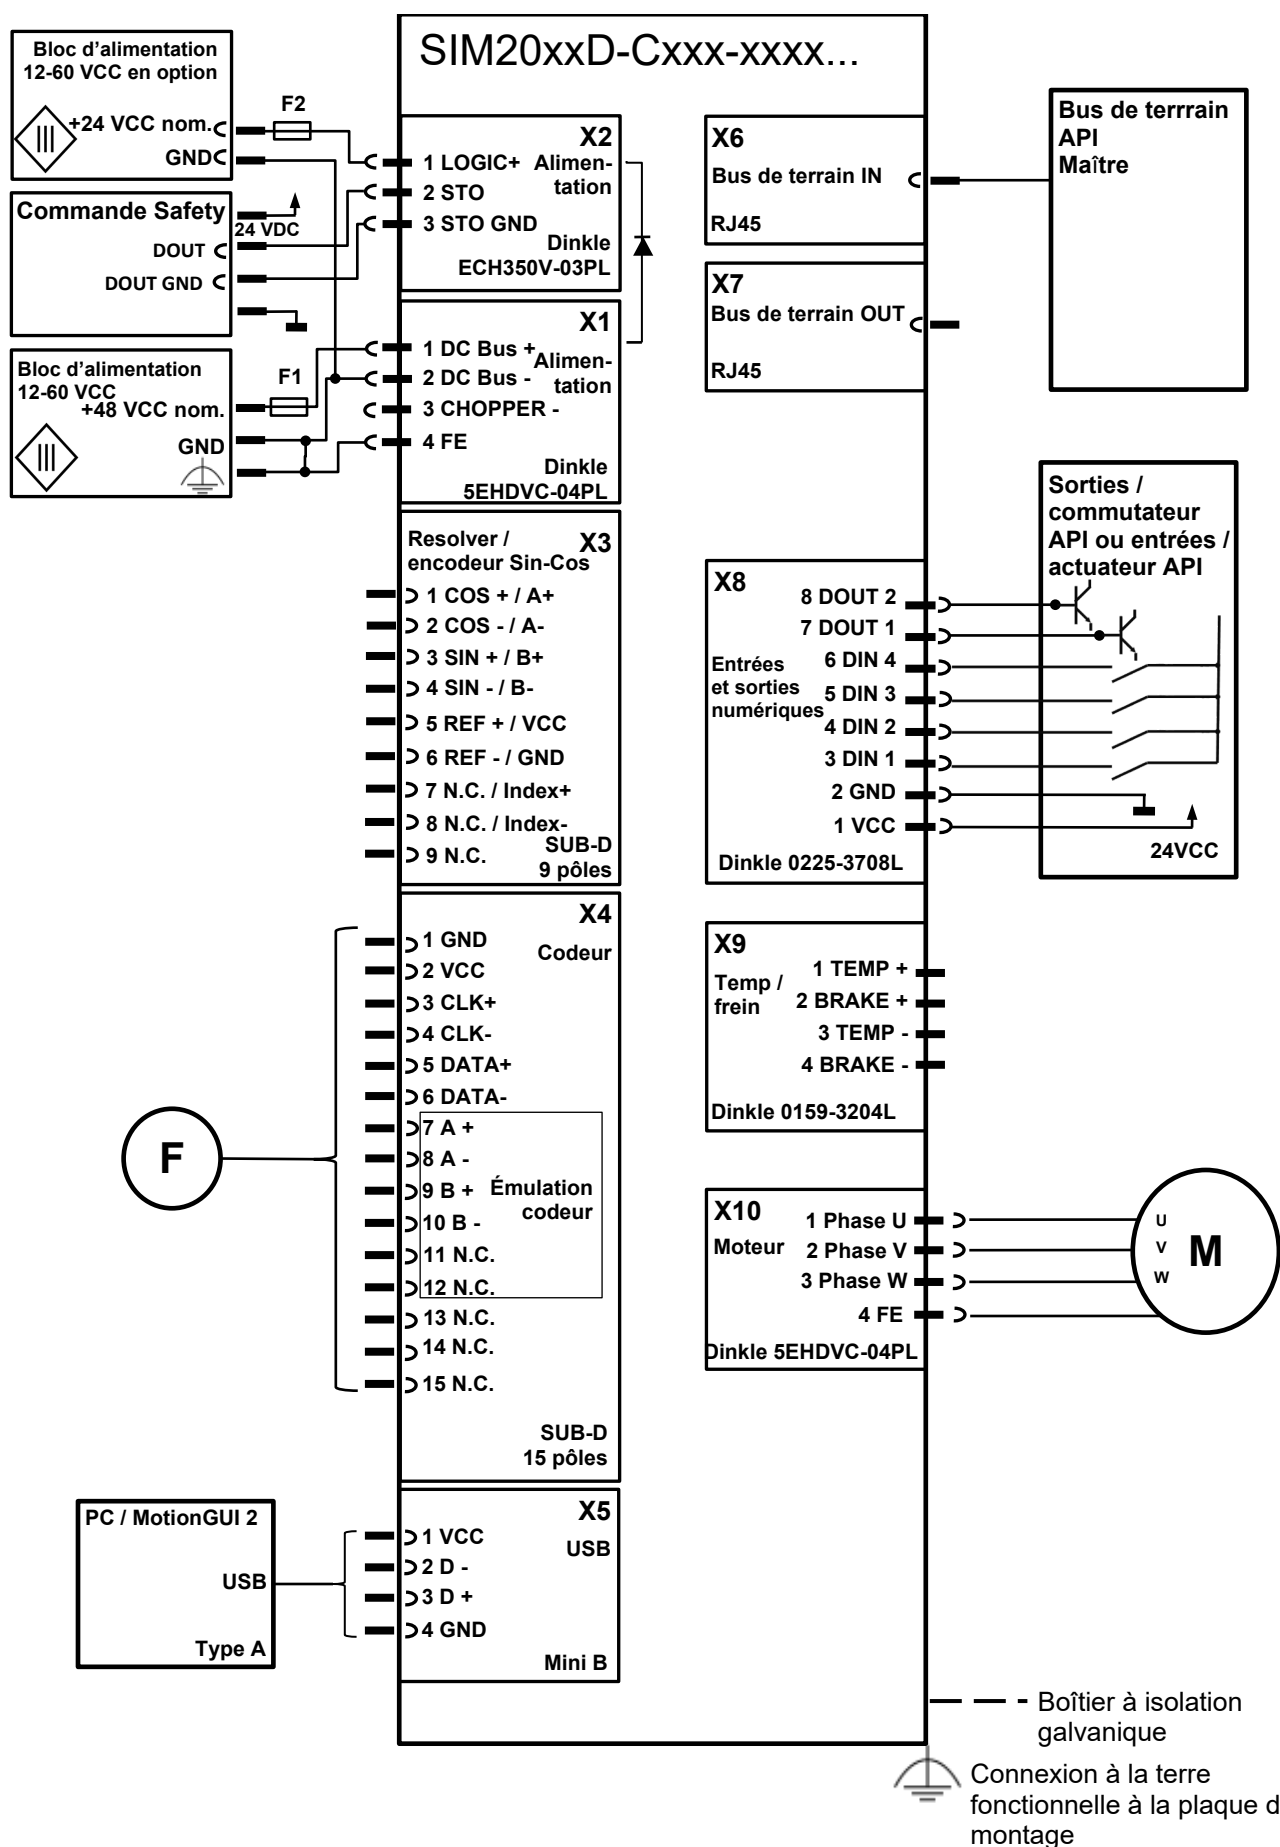 SIM20xxD-Cxxx-xxxx...
Bloc d'alimentation
12-60 VCC en option
+24 VCC nom.
GND
F2
Commande Safety
24 VDC
DOUT
DOUT GND
Bloc d'alimentation
12-60 VCC
+48 VCC nom.
GND
F1
X2
1 LOGIC+
Alimen-
tation
2 STO
3 STO GND
Dinkle
ECH350V-03PL
X1
1 DC Bus +
Alimen-
tation
2 DC Bus -
3 CHOPPER -
4 FE
Dinkle
5EHDVC-04PL
Resolver /
encodeur Sin-Cos
X3
1 COS + / A+
2 COS - / A-
3 SIN + / B+
4 SIN - / B-
5 REF + / VCC
6 REF - / GND
7 N.C. / Index+
8 N.C. / Index-
9 N.C.
SUB-D
9 pôles
X4
Codeur
1 GND
2 VCC
3 CLK+
4 CLK-
5 DATA+
6 DATA-
7 A +
8 A -
9 B +
10 B -
11 N.C.
12 N.C.
13 N.C.
14 N.C.
15 N.C.
Émulation
codeur
SUB-D
15 pôles
F
PC / MotionGUI 2
USB
Type A
X5
USB
1 VCC
2 D -
3 D +
4 GND
Mini B
X6
Bus de terrain IN
RJ45
X7
Bus de terrain OUT
RJ45
Bus de terrrain
API
Maître
X8
Entrées
et sorties
numériques
8 DOUT 2
7 DOUT 1
6 DIN 4
5 DIN 3
4 DIN 2
3 DIN 1
2 GND
1 VCC
Dinkle 0225-3708L
Sorties /
commutateur
API ou entrées /
actuateur API
24VCC
X9
Temp /
frein
1 TEMP +
2 BRAKE +
3 TEMP -
4 BRAKE -
Dinkle 0159-3204L
X10
Moteur
1 Phase U
2 Phase V
3 Phase W
4 FE
Dinkle 5EHDVC-04PL
U
V
W
M
Boîtier à isolation
galvanique
Connexion à la terre
fonctionnelle à la plaque d
montage